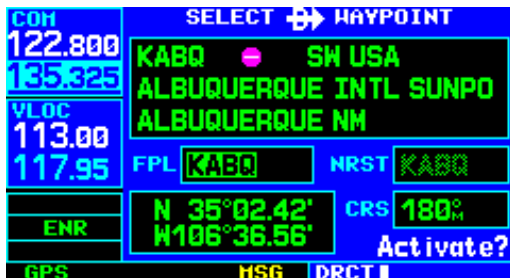 COM
122.800
135.325
VLOC
113.00
117.95
ENR
GPS
SELECT D WAYPOINT
KABQ SW USA
ALBUQUERQUE INTL SUNPO
ALBUQUERQUE NM
FPL KABQ NRST KABQ
N 35°02.42' CRS 180°M
W106°36.56'
Activate?
MSG DRCT